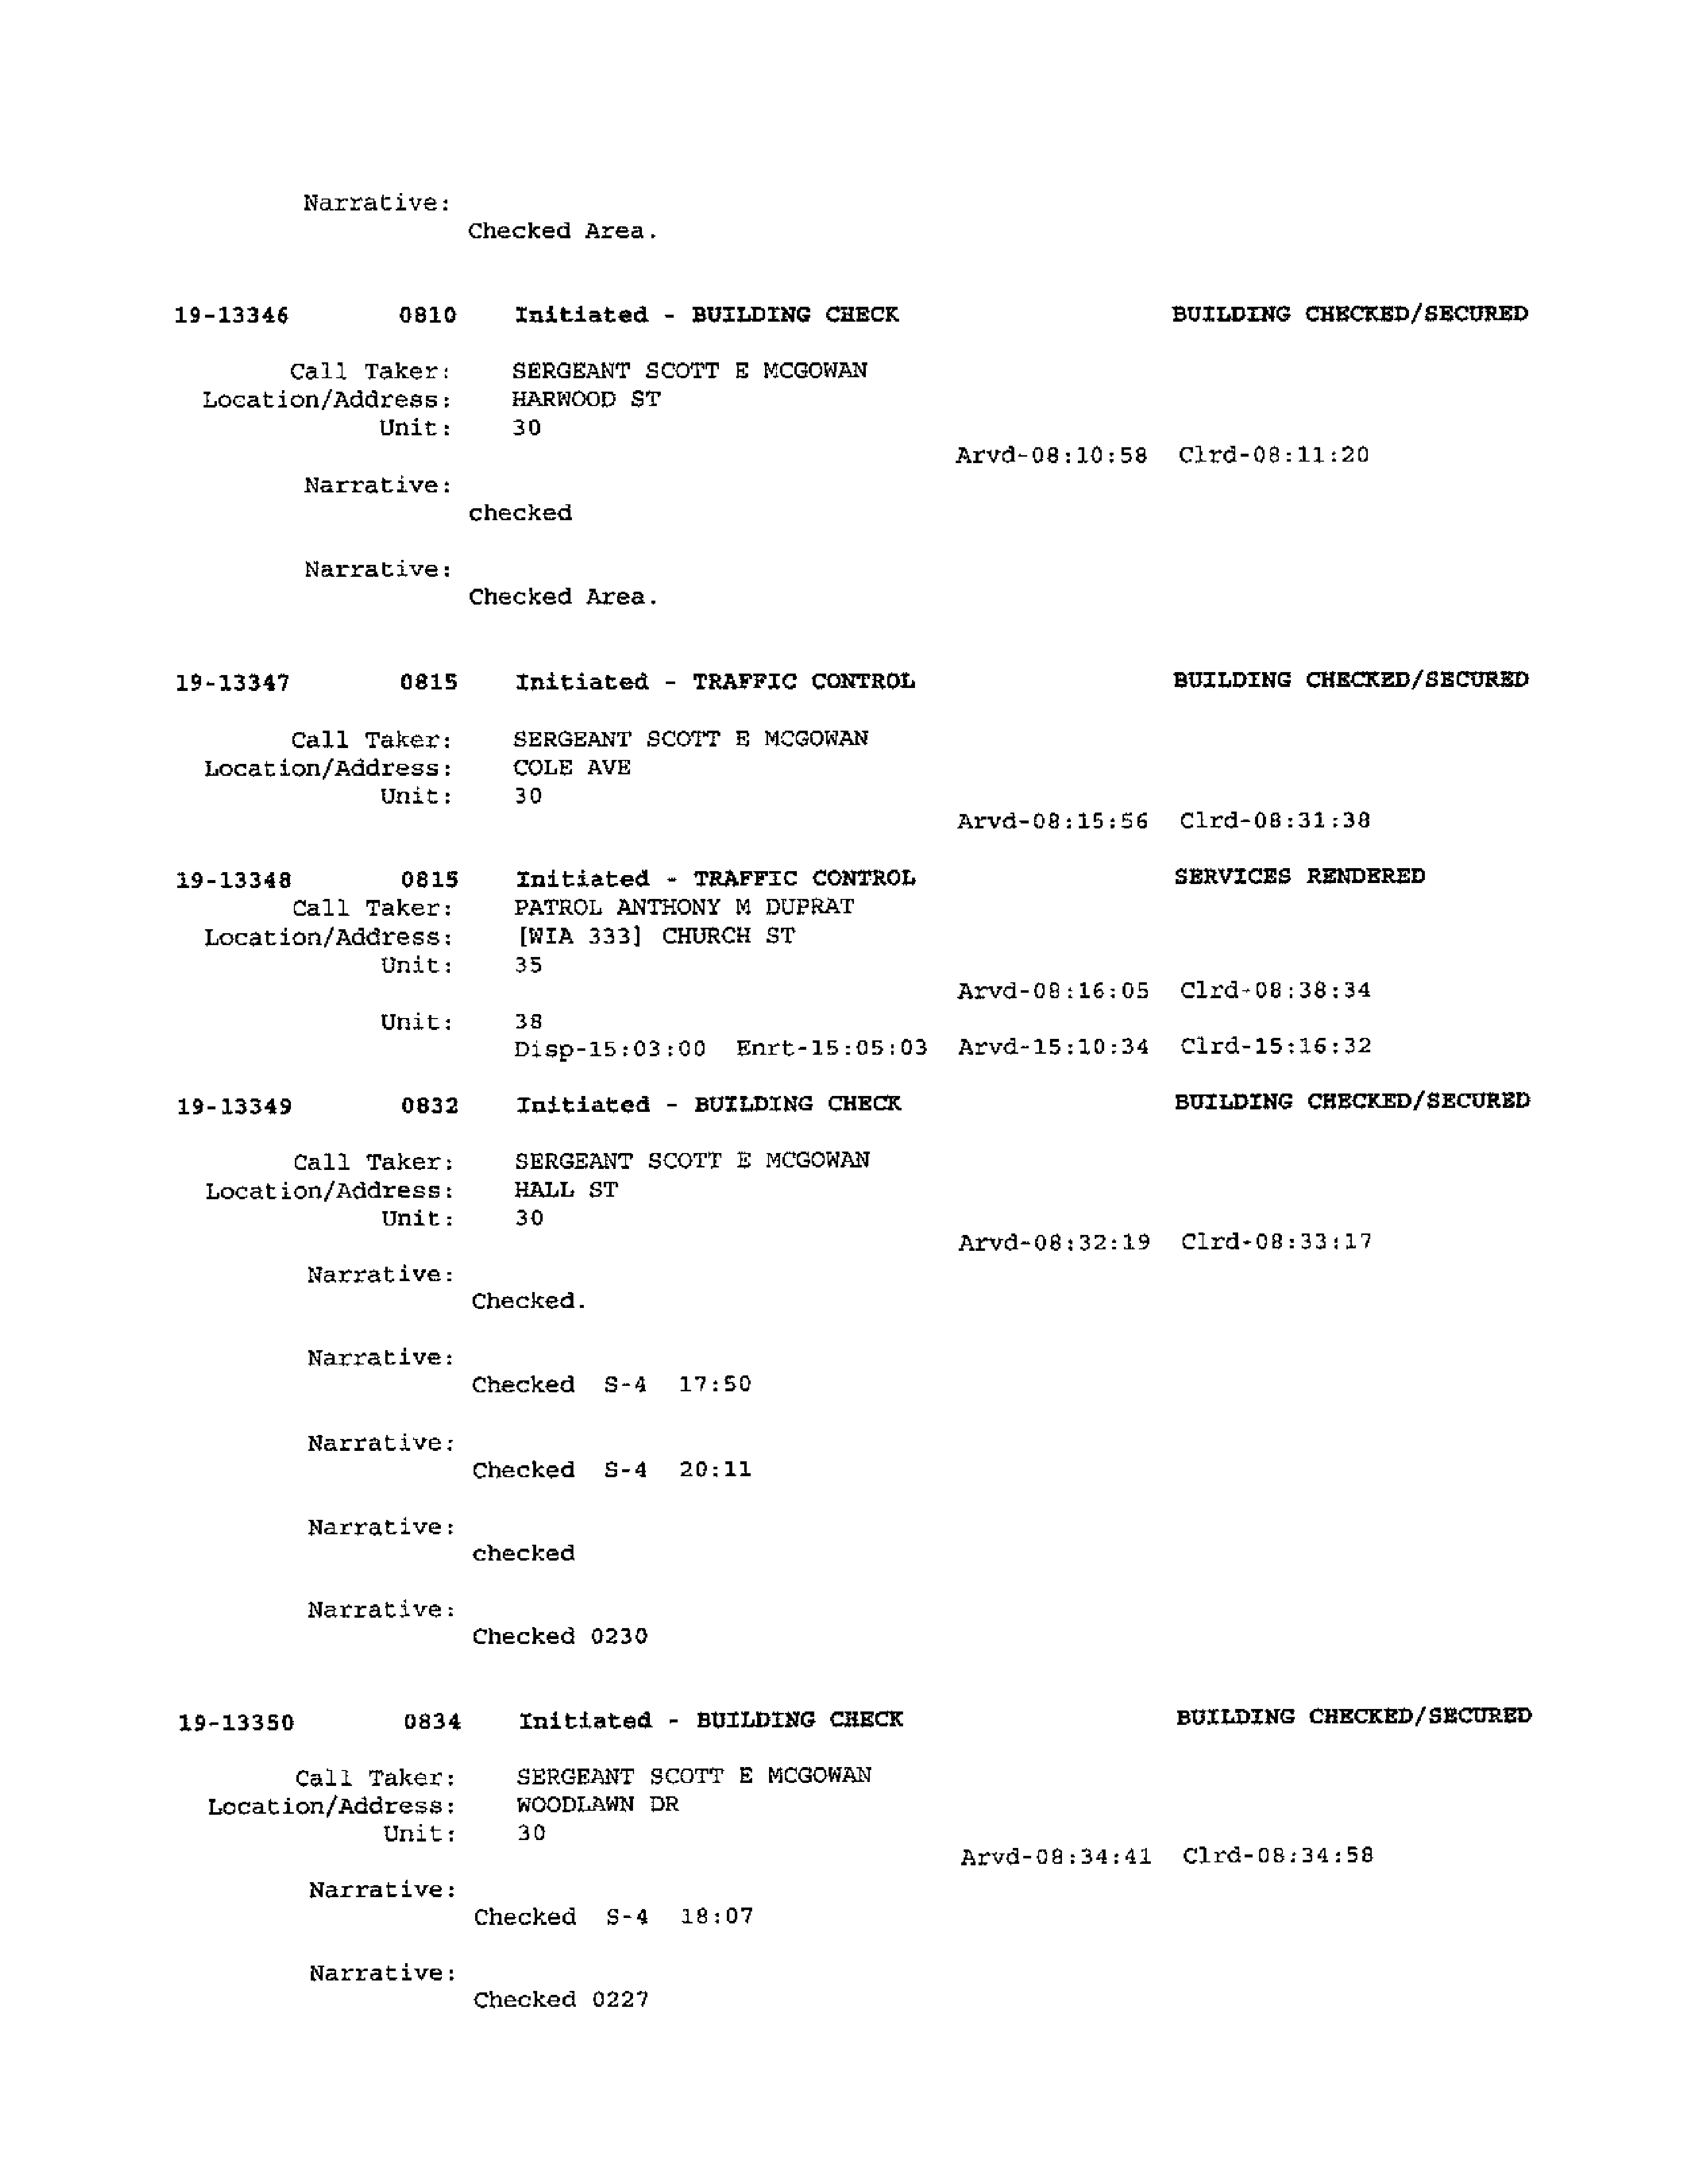 Narrative:
Checked Area.
19-13346 0810 Initiated - BUILDING CHECK BUILDING CHECKED/SECURED
Call Taker: SERGEANT SCOTT E MCGOWAN
Location/Address: HARWOOD ST
Unit: 30
Arvd-08:10:58 Clrd-08:11:20
Narrative:
checked
Narrative:
Checked Area.
19-13347 0815 Initiated - TRAFFIC CONTROL BUILDING CHECKED/SECURED
Call Taker: SERGEANT SCOTT E MCGOWAN
Location/Address: COLE AVE
Unit: 30
Arvd-08:15:56 Clrd-08:31:38
19-13348 0815 Initiated - TRAFFIC CONTROL SERVICES RENDERED
Call Taker: PATROL ANTHONY M DUPRAT
Location/Address: [WIA 333] CHURCH ST
Unit: 35
Arvd-08:16:05 Clrd-08:38:34
Unit: 38
Disp-15:03:00 Enrt-15:05:03 Arvd-15:10:34 Clrd-15:16:32
19-13349 0832 Initiated - BUILDING CHECK BUILDING CHECKED/SECURED
Call Taker: SERGEANT SCOTT E MCGOWAN
Location/Address: HALL ST
Unit: 30
Arvd-08:32:19 Clrd-08:33:17
Narrative:
Checked.
Narrative:
Checked S-4 17:50
Narrative:
Checked S-4 20:11
Narrative:
checked
Narrative:
Checked 0230
19-13350 0834 Initiated - BUILDING CHECK BUILDING CHECKED/SECURED
Call Taker: SERGEANT SCOTT E MCGOWAN
Location/Address: WOODLAWN DR
Unit: 30
Arvd-08:34:41 Clrd-08:34:58
Narrative:
Checked S-4 18:07
Narrative:
Checked 0227